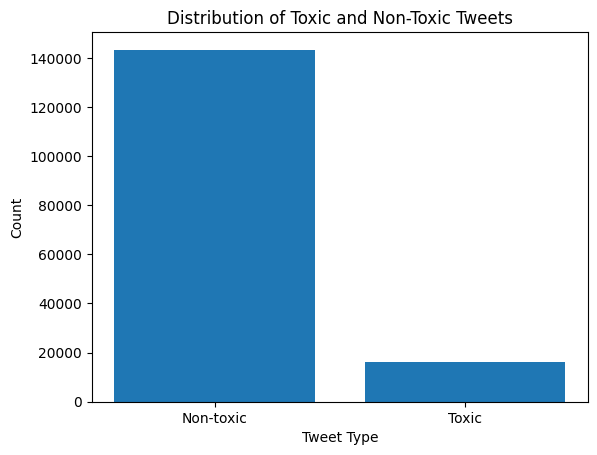 Distribution of Toxic and Non-Toxic Tweets
140000
120000
100000
80000
60000
40000
20000
0
Count
Non-toxic
Toxic
Tweet Type